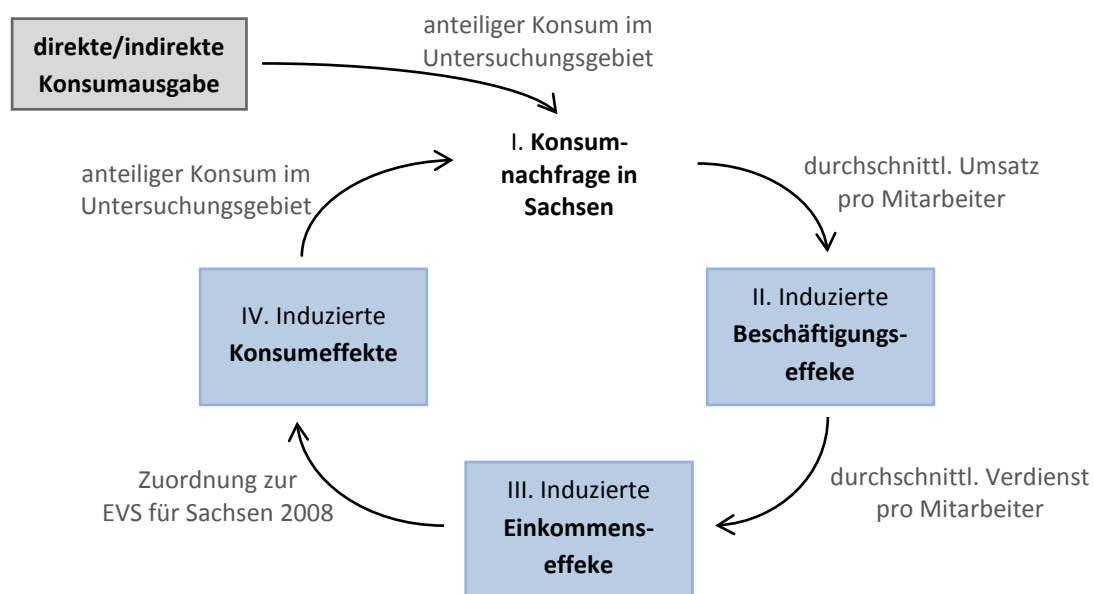 direkte/indirekte
Konsumausgabe
anteiliger Konsum im
Untersuchungsgebiet
I. Konsum-
nachfrage in
Sachsen
durchschnittl. Umsatz
pro Mitarbeiter
II. Induzierte
Beschäftigungs-
effeke
durchschnittl. Verdienst
pro Mitarbeiter
III. Induzierte
Einkommens-
effeke
Zuordnung zur
EVS für Sachsen 2008
IV. Induzierte
Konsumeffekte
anteiliger Konsum im
Untersuchungsgebiet